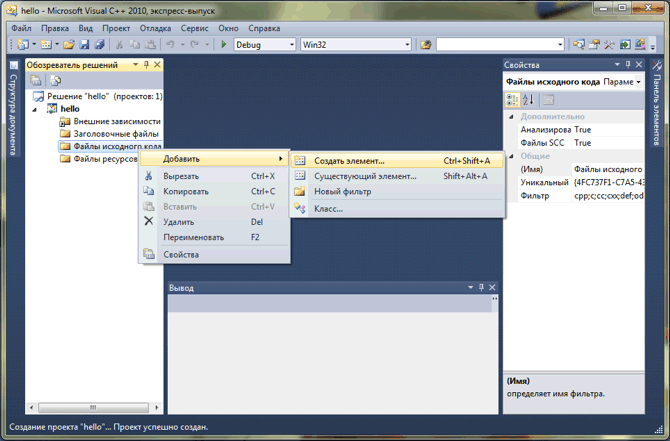 hello - Microsoft Visual C++ 2010, экспресс-выпуск
Файл Правка Вид Проект Отладка Сервис Окно Справка
Debug Win32
Структура документа
Обозреватель решений
Решение "hello" (проектов: 1)
hello
Внешние зависимости
Заголовочные файлы
Файлы исходного кода
Файлы ресурсов
Добавить
Вырезать Ctrl+X
Копировать Ctrl+C
Вставить Ctrl+V
Удалить Del
Переименовать F2
Свойства
Создать элемент... Ctrl+Shift+A
Существующий элемент... Shift+Alt+A
Новый фильтр
Класс...
Вывод
Свойства
Файлы исходного кода Параме
Дополнительно
Анализирова True
Файлы SCC True
Общие
(Имя) Файлы исходного
Уникальный {4FC737F1-C7A5-43
Фильтр cpp;c;cc;cxx;def;od
(Имя)
определяет имя фильтра.
Панель элементов
Создание проекта "hello"... Проект успешно создан.